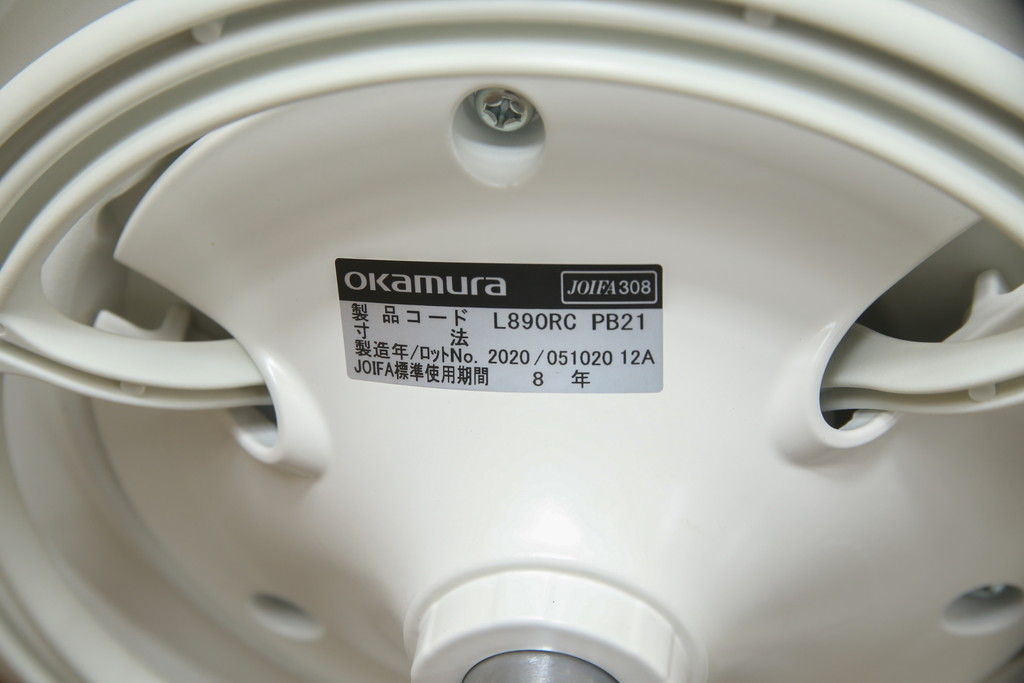 OKAMURA JOIFA308
製品コード L890RC PB21
寸法
製造年/ロットNo. 2020/051020 12A
JOIFA標準使用期間 8 年